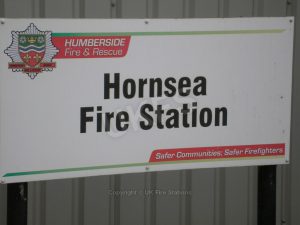 HUMBERSIDE
Fire & Rescue
Hornsea
Fire Station
Safer Communities, Safer Firefighters
Copyright © UK Fire Stations